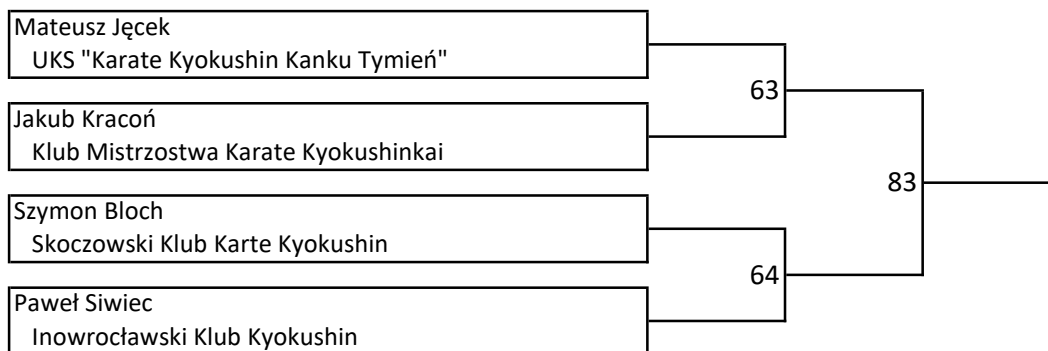 Mateusz Jęcek
UKS "Karate Kyokushin Kanku Tymień"
63
Jakub Kracoń
Klub Mistrzostwa Karate Kyokushinkai
83
Szymon Bloch
Skoczowski Klub Karte Kyokushin
64
Paweł Siwiec
Inowrocławski Klub Kyokushin